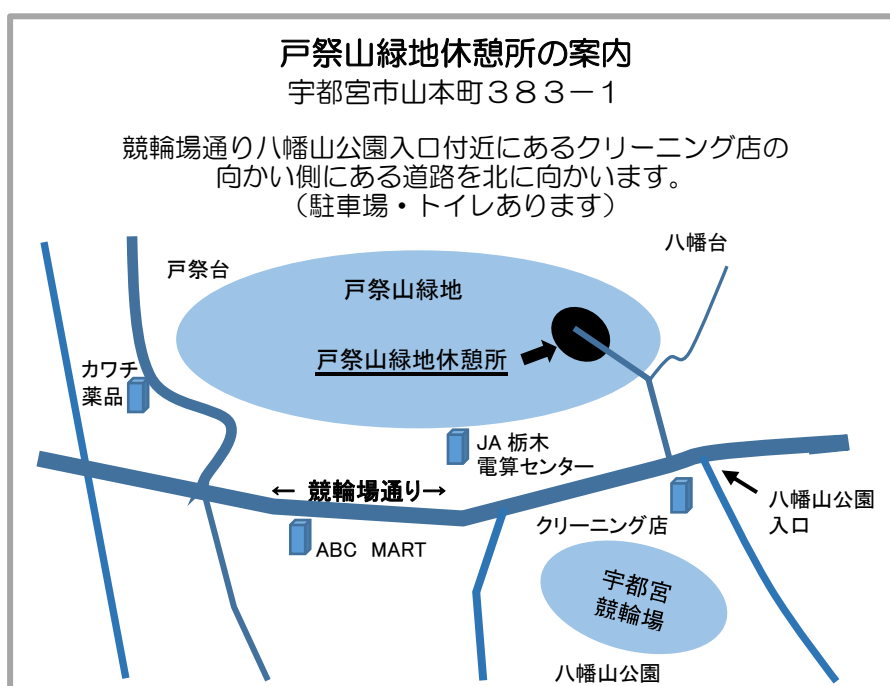 戸祭山緑地休憩所の案内
宇都宮市山本町383-1
競輪場通り八幡山公園入口付近にあるクリーニング店の
向かい側にある道路を北に向かいます。
(駐車場・トイレあります)
八幡台
戸祭台
戸祭山緑地
戸祭山緑地休憩所
カワチ
薬品
JA 栃木
電算センター
← 競輪場通り→
八幡山公園
入口
クリーニング店
ABC MART
宇都宮
競輪場
八幡山公園